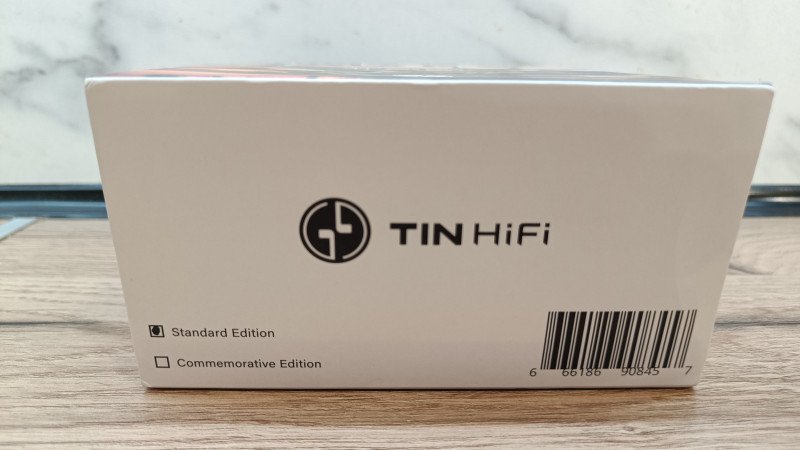 TIN HiFi
Standard Edition
Commemorative Edition
6 66186 90845 7